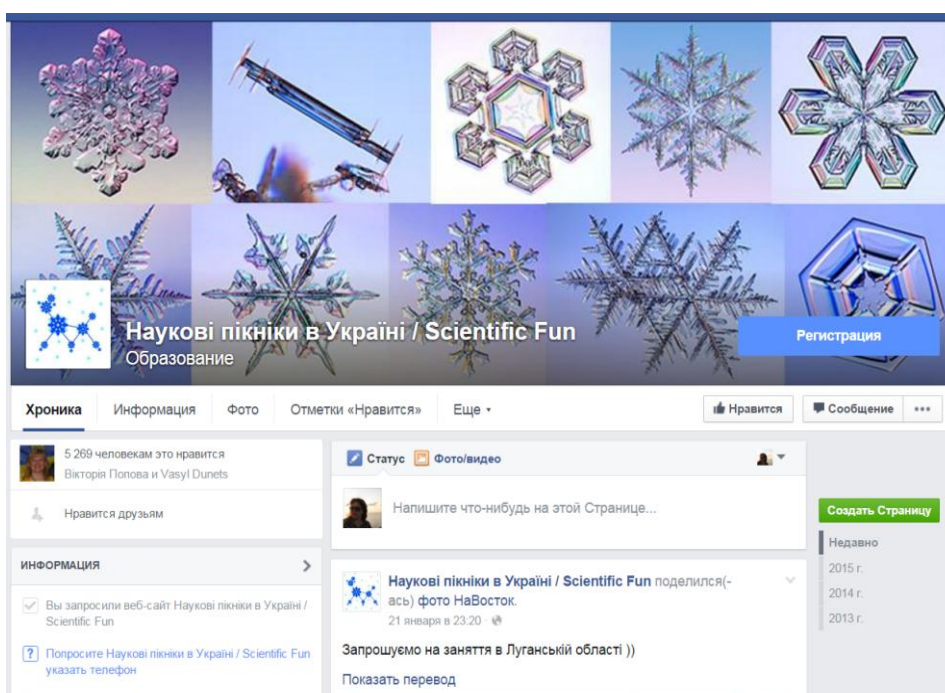 Наукові пікніки в Україні / Scientific Fun
Образование
Регистрация
Хроника
Информация
Фото
Отметки «Нравится»
Еще
Нравится
Сообщение
5 269 человекам это нравится
Вікторія Попова и Vasyl Dunets
Нравится друзьям
ИНФОРМАЦИЯ
Вы запросили веб-сайт Наукові пікніки в Україні /
Scientific Fun
Попросите Наукові пікніки в Україні / Scientific Fun
указать телефон
Статус
Фото/видео
Напишите что-нибудь на этой Странице...
Наукові пікніки в Україні / Scientific Fun поделился(-
ась) фото НаВосток.
21 января в 23:20
Запрошуємо на заняття в Луганській області ))
Показать перевод
Создать Страницу
Недавно
2015 г.
2014 г.
2013 г.